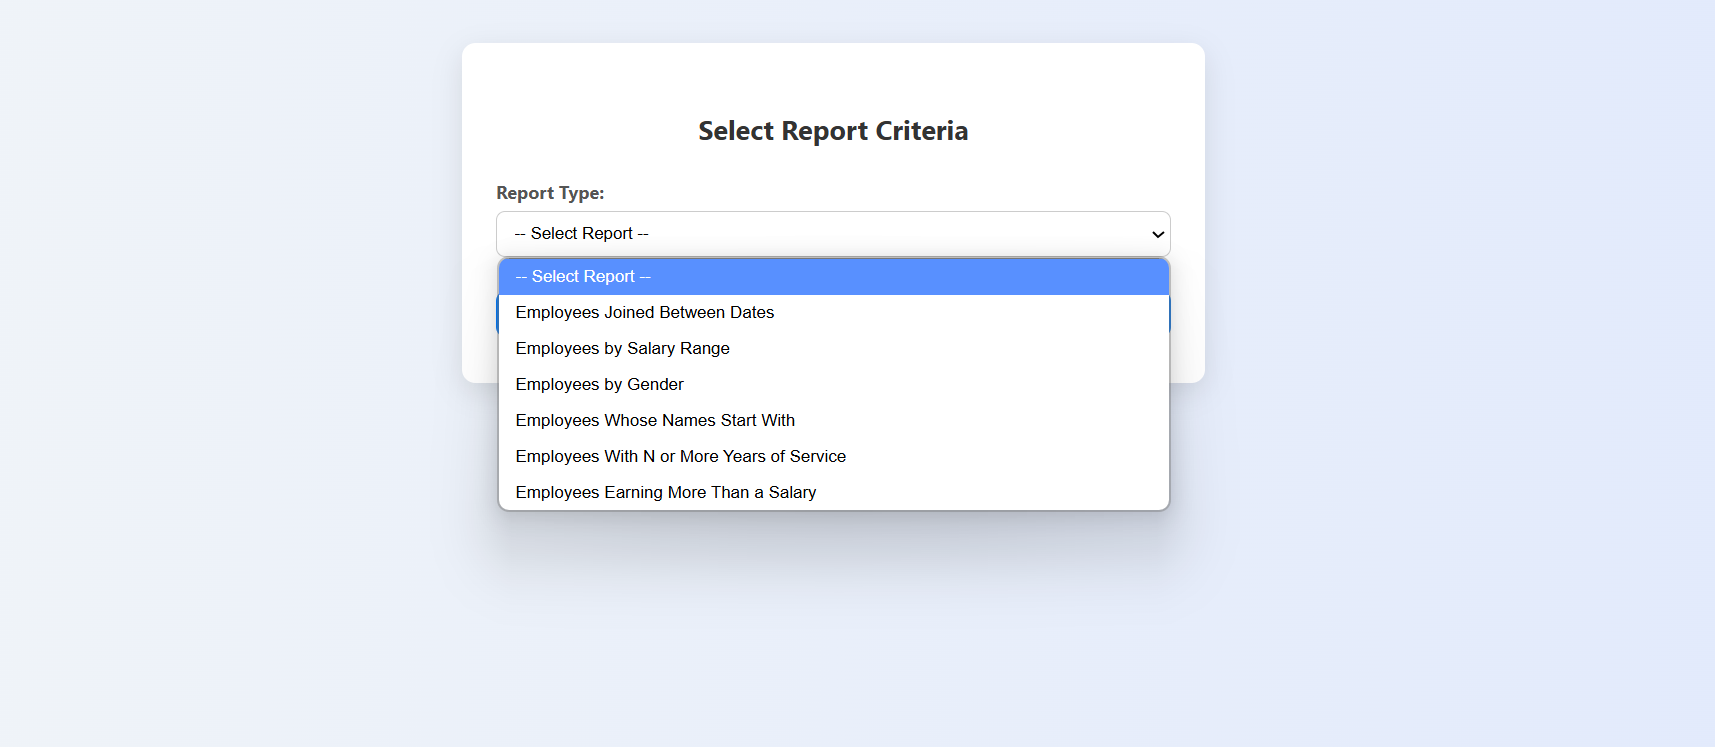 Select Report Criteria
Report Type:
-- Select Report --
-- Select Report --
Employees Joined Between Dates
Employees by Salary Range
Employees by Gender
Employees Whose Names Start With
Employees With N or More Years of Service
Employees Earning More Than a Salary